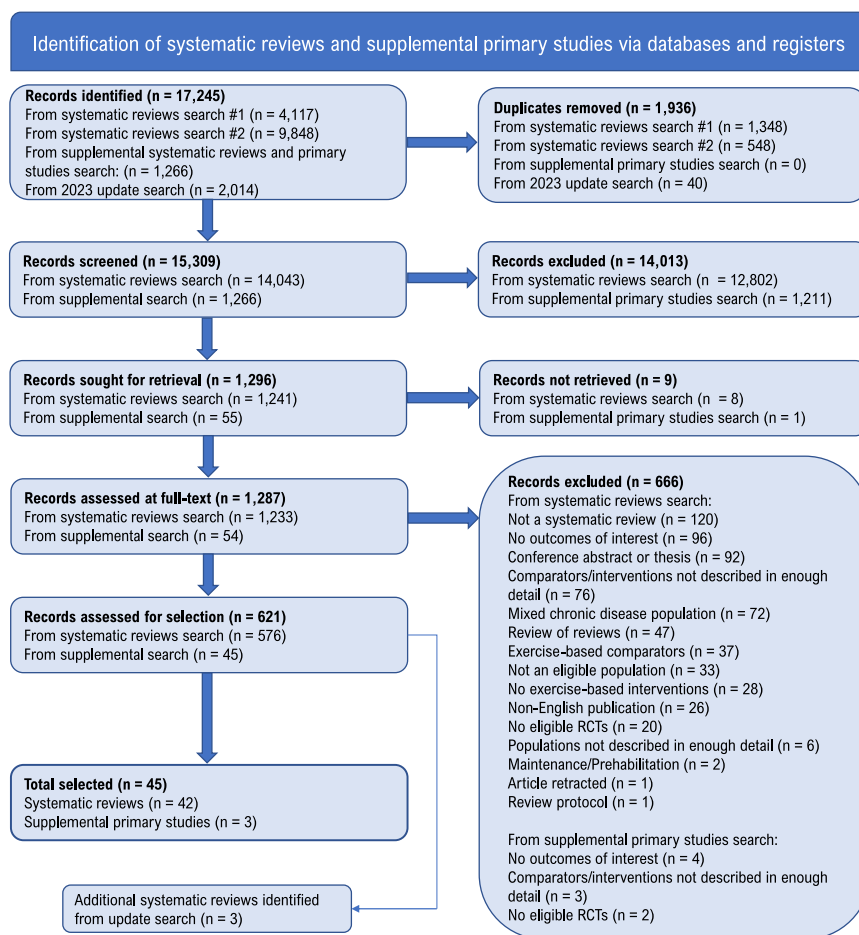 Identification of systematic reviews and supplemental primary studies via databases and registers
Records identified (n = 17,245)
From systematic reviews search #1 (n = 4,117)
From systematic reviews search #2 (n = 9,848)
From supplemental systematic reviews and primary
studies search: (n = 1,266)
From 2023 update search (n = 2,014)
Duplicates removed (n = 1,936)
From systematic reviews search #1 (n = 1,348)
From systematic reviews search #2 (n = 548)
From supplemental primary studies search (n = 0)
From 2023 update search (n = 40)
Records screened (n = 15,309)
From systematic reviews search (n = 14,043)
From supplemental search (n = 1,266)
Records excluded (n = 14,013)
From systematic reviews search (n = 12,802)
From supplemental primary studies search (n = 1,211)
Records sought for retrieval (n = 1,296)
From systematic reviews search (n = 1,241)
From supplemental search (n = 55)
Records not retrieved (n = 9)
From systematic reviews search (n = 8)
From supplemental primary studies search (n = 1)
Records assessed at full-text (n = 1,287)
From systematic reviews search (n = 1,233)
From supplemental search (n = 54)
Records excluded (n = 666)
From systematic reviews search:
Not a systematic review (n = 120)
No outcomes of interest (n = 96)
Conference abstract or thesis (n = 92)
Comparators/interventions not described in enough
detail (n = 76)
Mixed chronic disease population (n = 72)
Review of reviews (n = 47)
Exercise-based comparators (n = 37)
Not an eligible population (n = 33)
No exercise-based interventions (n = 28)
Non-English publication (n = 26)
No eligible RCTs (n = 20)
Populations not described in enough detail (n = 6)
Maintenance/Prehabilitation (n = 2)
Article retracted (n = 1)
Review protocol (n = 1)
From supplemental primary studies search:
No outcomes of interest (n = 4)
Comparators/interventions not described in enough
detail (n = 3)
No eligible RCTs (n = 2)
Records assessed for selection (n = 621)
From systematic reviews search (n = 576)
From supplemental search (n = 45)
Total selected (n = 45)
Systematic reviews (n = 42)
Supplemental primary studies (n = 3)
Additional systematic reviews identified
from update search (n = 3)